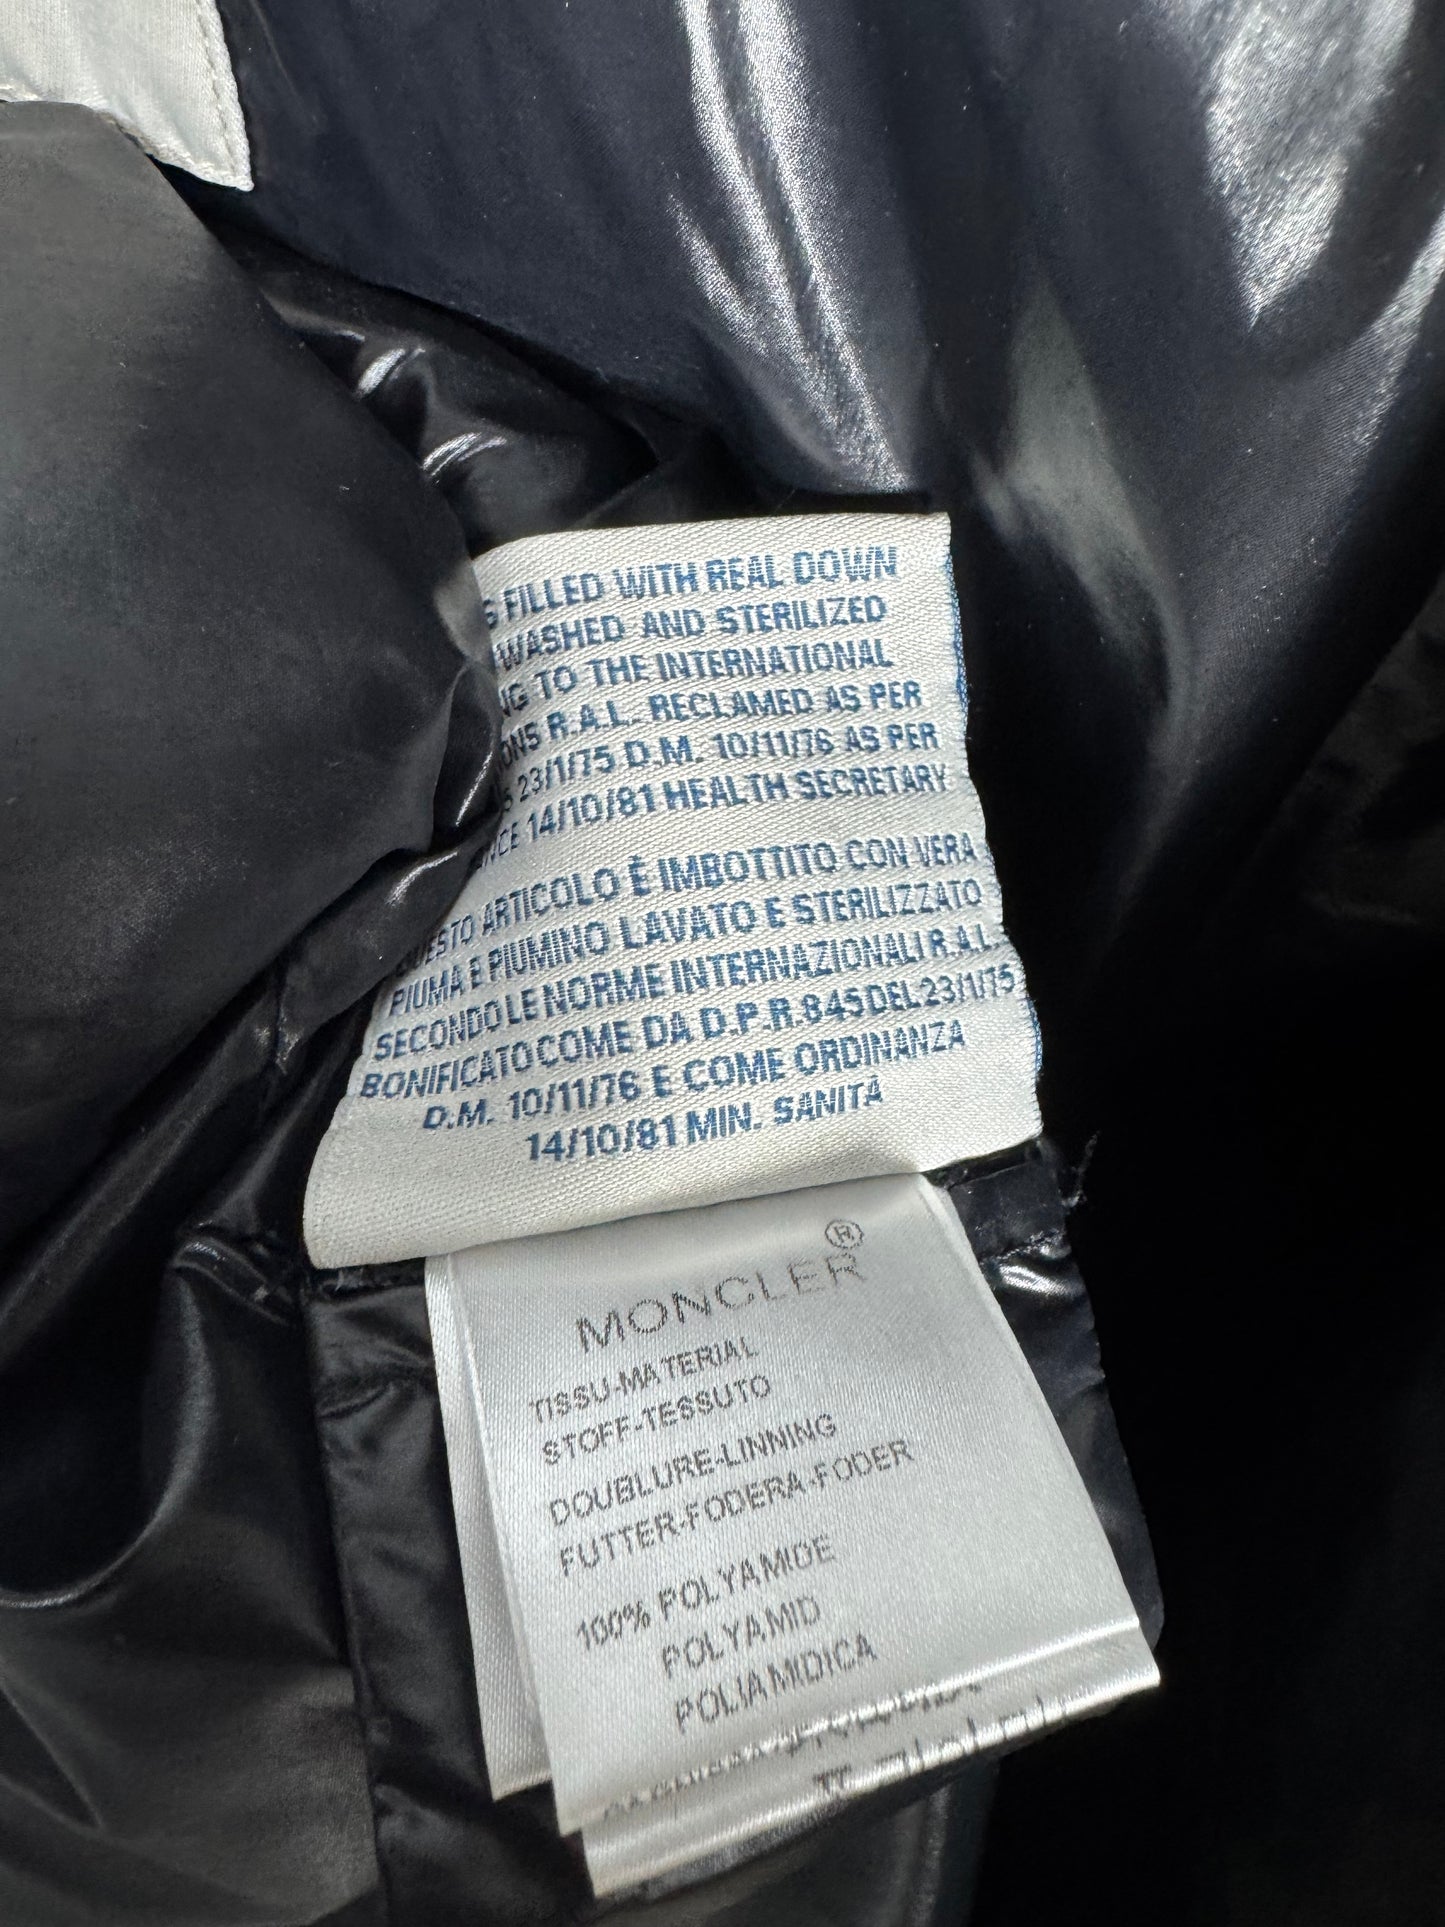 FILLED WITH REAL DOWN
WASHED AND STERILIZED
TO THE INTERNATIONAL
R.A.L. RECLAMED AS PER
23/1/75 D.M. 10/11/76 AS PER
14/10/81 HEALTH SECRETARY
QUESTO ARTICOLO È IMBOTTITO CON VERA
PIUMA E PIUMINO LAVATO E STERILIZZATO
SECONDO LE NORME INTERNAZIONALI R.A.L.
BONIFICATO COME DA D.P.R. 845 DEL 23/1/75
D.M. 10/11/76 E COME ORDINANZA
14/10/81 MIN. SANITÁ
MONCLER®
TISSU-MATERIAL
STOFF-TESSUTO
DOUBLURE-LINNING
FUTTER-FODERA-FODER
100% POLYAMIDE
POLYAMID
POLIAMIDICA